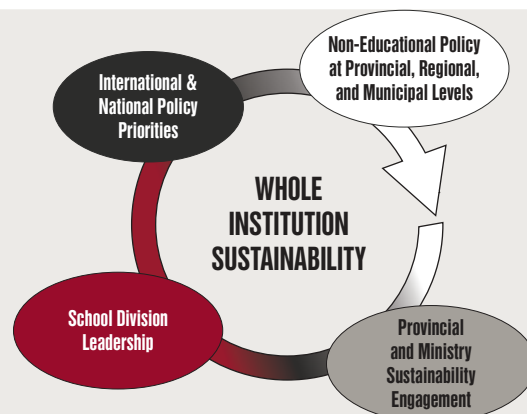 International &
National Policy
Priorities
Non-Educational Policy
at Provincial, Regional,
and Municipal Levels
WHOLE
INSTITUTION
SUSTAINABILITY
School Division
Leadership
Provincial
and Ministry
Sustainability
Engagement